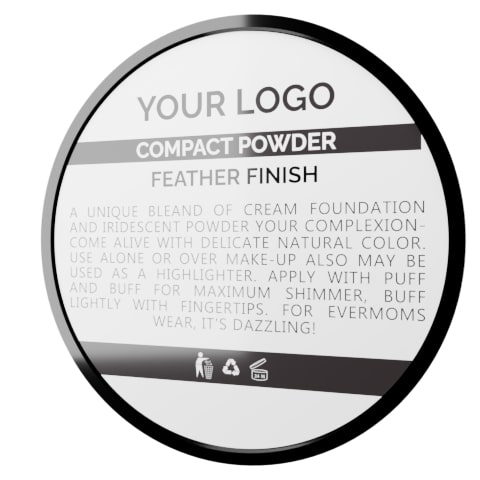 YOUR LOGO
COMPACT POWDER
FEATHER FINISH
A UNIQUE BLEAND OF CREAM FOUNDATION
AND IRIDESCENT POWDER YOUR COMPLEXION-
COME ALIVE WITH DELICATE NATURAL COLOR.
USE ALONE OR OVER MAKE-UP ALSO MAY BE
USED AS A HIGHLIGHTER. APPLY WITH PUFF
AND BUFF FOR MAXIMUM SHIMMER, BUFF
LIGHTLY WITH FINGERTIPS. FOR EVERMOMS
WEAR, IT'S DAZZLING!